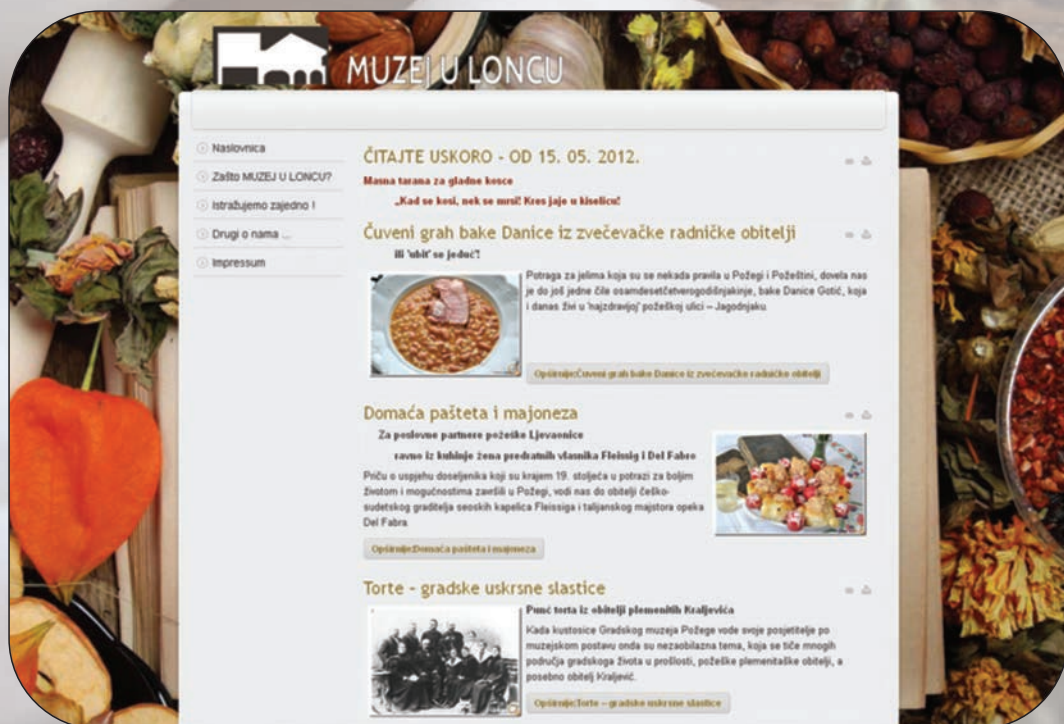 MUZEJ U LONCU
Naslovnica
Zašto MUZEJ U LONCU?
Istražujemo zajedno !
Drugi o nama ...
Impressum
ČITAJTE USKORO - OD 15. 05. 2012.
Masna tarana za gladne kosce
„Kad se kosi, nek se mrsi! Kres jaje u kiselicu!
Čuveni grah bake Danice iz zvečevačke radničke obitelji
ili 'ubit' se jeduć'!
Potraga za jelima koja su se nekada pravila u Požegi i Požeštini, dovela nas
je do još jedne čile osamdesetčetverogodišnjakinje, bake Danice Gotić, koja
i danas živi u 'najzdravijoj' požeškoj ulici – Jagodnjaku.
Opširnije:Čuveni grah bake Danice iz zvečevačke radničke obitelji
Domaća pašteta i majoneza
Za poslovne partnere požeške Ljevaonice
ravno iz kuhinje žena predratnih vlasnika Fleissig i Del Fabro
Priču o uspjehu doseljenika koji su krajem 19. stoljeća u potrazi za boljim
životom i mogućnostima završili u Požegi, vodi nas do obitelji češko-
sudetskog graditelja seoskih kapelica Fleissiga i talijanskog majstora opeka
Del Fabra.
Opširnije:Domaća pašteta i majoneza
Torte - gradske uskrsne slastice
Punč torta iz obitelji plemenitih Kraljevića
Kada kustosice Gradskog muzeja Požege vode svoje posjetitelje po
muzejskom postavu onda su nezaobilazna tema, koja se tiče mnogih
područja gradskoga života u prošlosti, požeške plemenitaške obitelji, a
posebno obitelj Kraljević.
Opširnije:Torte - gradske uskrsne slastice